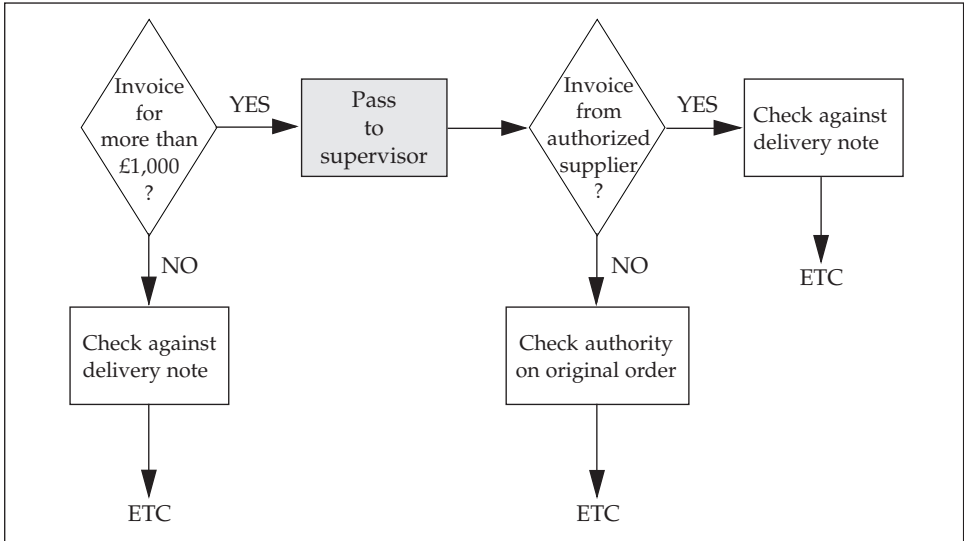 Invoice
for
more than
£1,000
?
YES
Pass
to
supervisor
Invoice
from
authorized
supplier
?
YES
Check against
delivery note
ETC
NO
Check against
delivery note
ETC
NO
Check authority
on original order
ETC